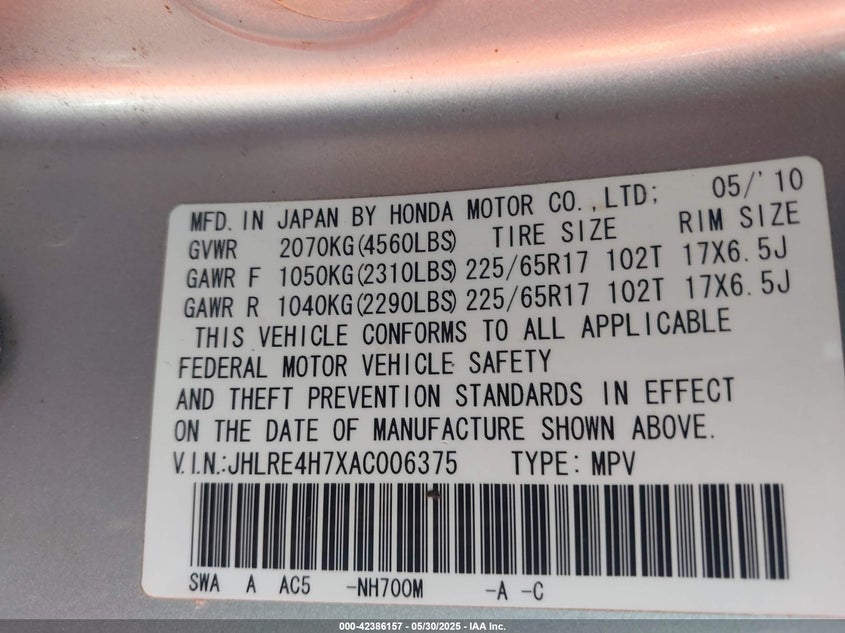 MFD. IN JAPAN BY HONDA MOTOR CO.,LTD; 05/'10
GVWR 2070KG(4560LBS) TIRE SIZE RIM SIZE
GAWR F 1050KG(2310LBS) 225/65R17 102T 17X6.5J
GAWR R 1040KG(2290LBS) 225/65R17 102T 17X6.5J
THIS VEHICLE CONFORMS TO ALL APPLICABLE
FEDERAL MOTOR VEHICLE SAFETY
AND THEFT PREVENTION STANDARDS IN EFFECT
ON THE DATE OF MANUFACTURE SHOWN ABOVE.
V.I.N.:JHLRE4H7XAC006375 TYPE: MPV
SWA A AC5 -NH700M -A -C
000-42386157 - 05/30/2025 - IAA Inc.